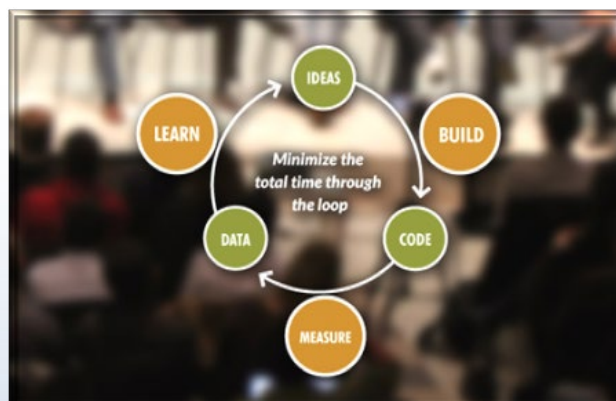 IDEAS
LEARN
BUILD
Minimize the
total time through
the loop
DATA
CODE
MEASURE